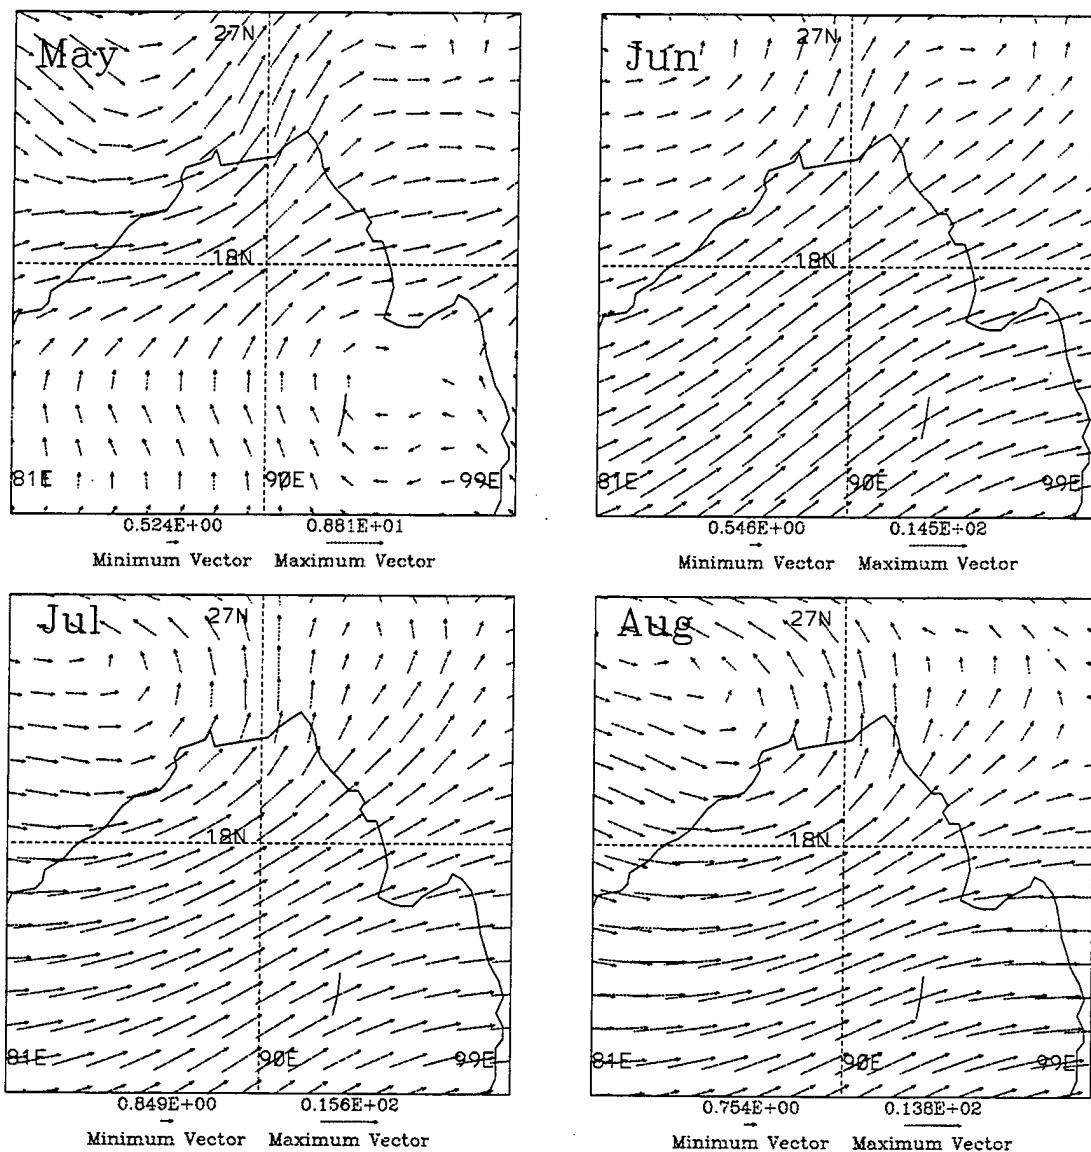 May
27N
18N
81E
90E
99E
0.524E+00
0.881E+01
Minimum Vector
Maximum Vector
Jun
27N
18N
81E
90E
99E
0.546E+00
0.145E+02
Minimum Vector
Maximum Vector
Jul
27N
18N
81E
90E
99E
0.849E+00
0.156E+02
Minimum Vector
Maximum Vector
Aug
27N
18N
81E
90E
99E
0.754E+00
0.138E+02
Minimum Vector
Maximum Vector